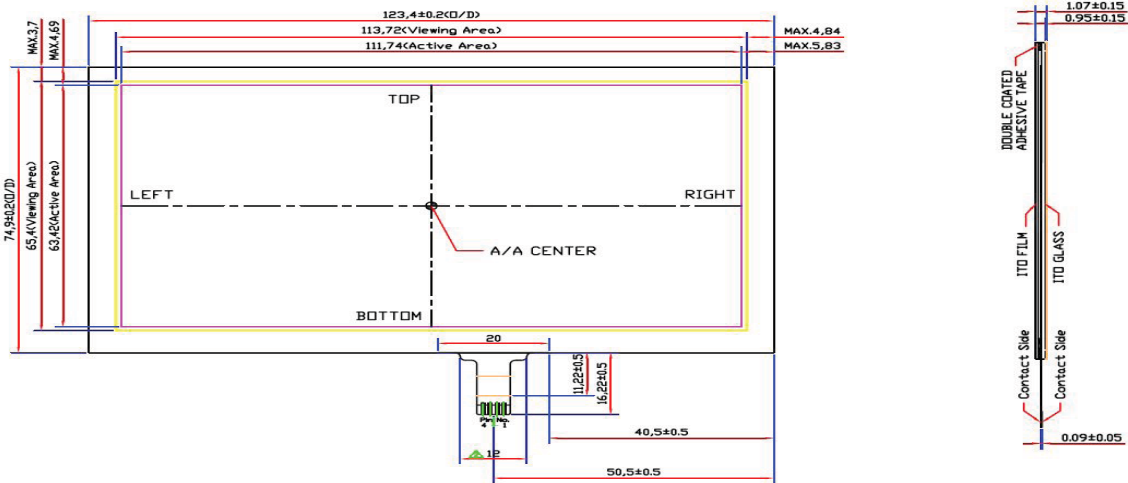 123,4±0.2(O/D)
113,72(Viewing Area)
111,74(Active Area)
MAX.4,84
MAX.5,83
MAX.3,7
MAX.4,69
74,9±0.2(O/D)
65,4(Viewing Area)
63,42(Active Area)
TOP
LEFT
RIGHT
A/A CENTER
BOTTOM
20
11,22±0.5
16,22±0.5
Pin No.
4 1
12
40,5±0.5
50,5±0.5
1.07±0.15
0.95±0.15
DOUBLE COATED
ADHESIVE TAPE
ITO FILM
ITO GLASS
Contact Side
Contact Side
0.09±0.05